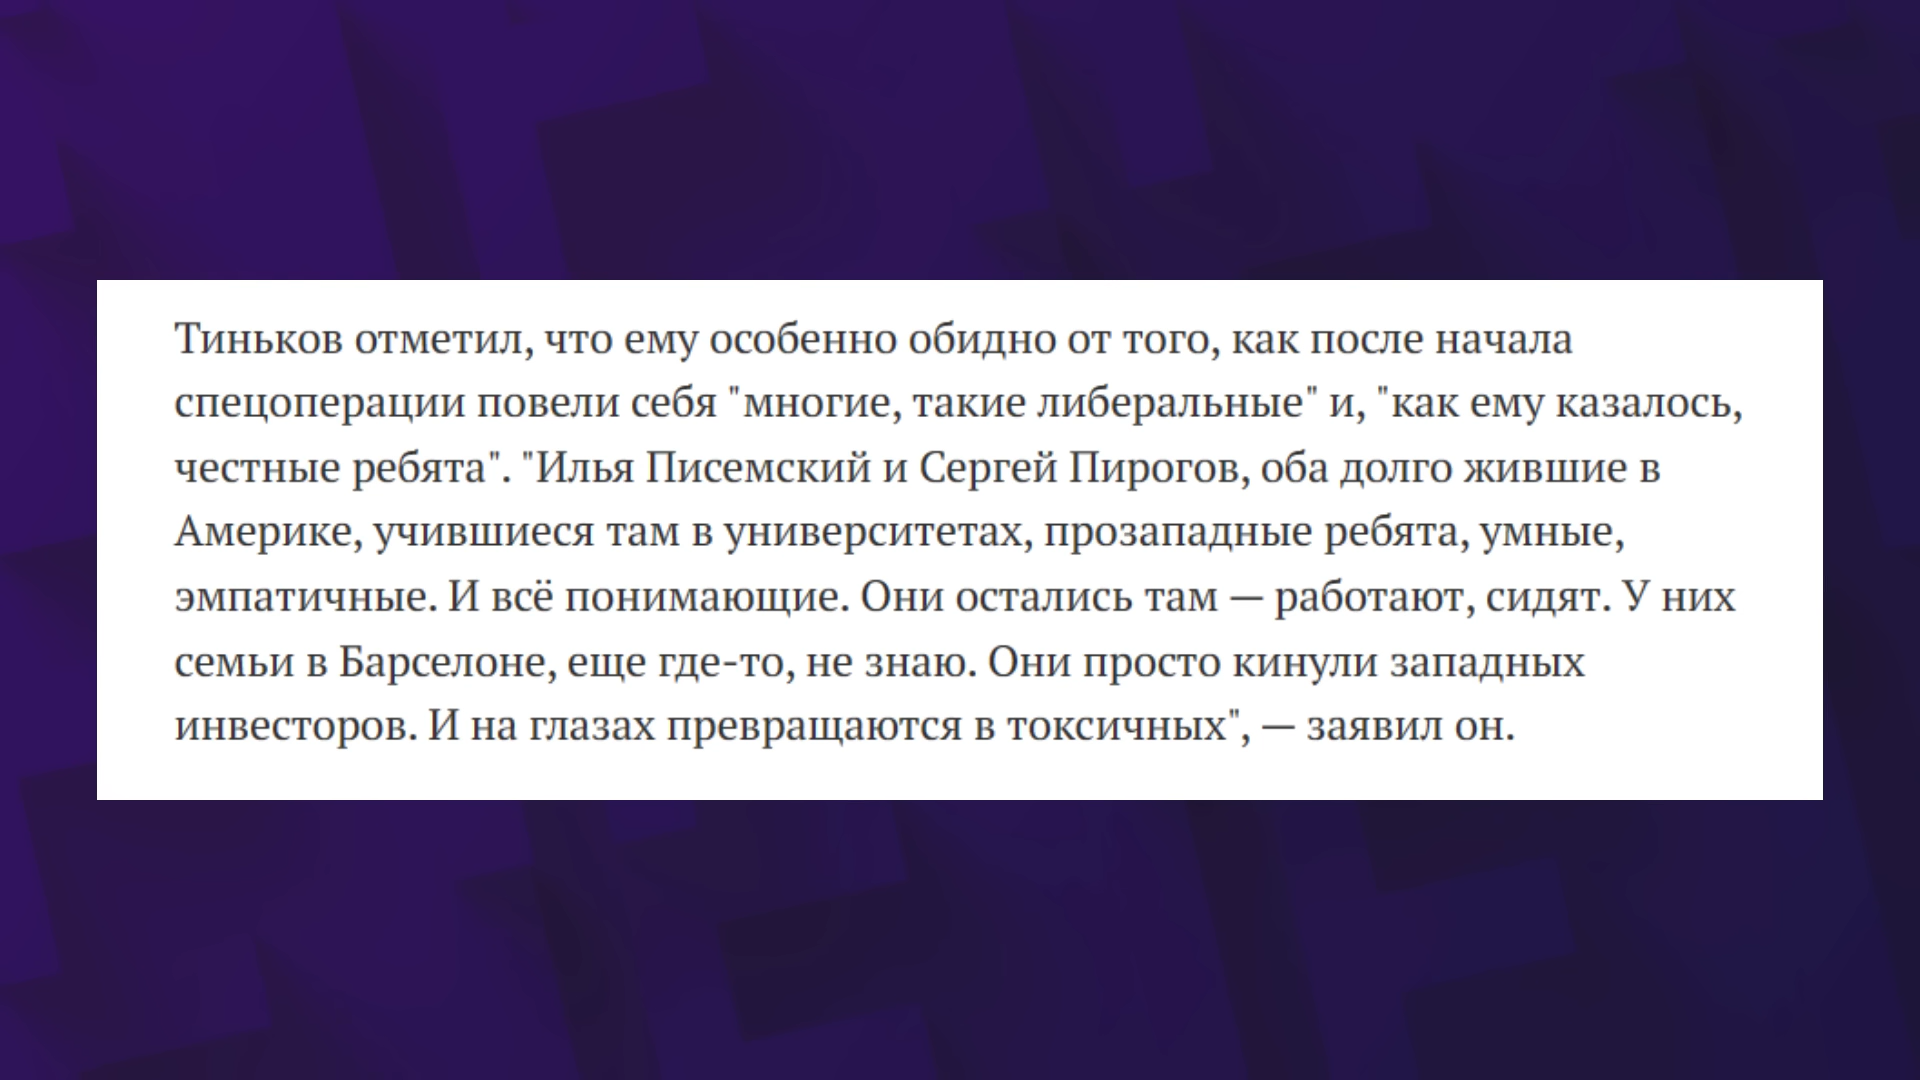 Тиньков отметил, что ему особенно обидно от того, как после начала
спецоперации повели себя "многие, такие либеральные" и, "как ему казалось,
честные ребята". "Илья Писемский и Сергей Пирогов, оба долго жившие в
Америке, учившиеся там в университетах, прозападные ребята, умные,
эмпатичные. И всё понимающие. Они остались там — работают, сидят. У них
семьи в Барселоне, еще где-то, не знаю. Они просто кинули западных
инвесторов. И на глазах превращаются в токсичных", — заявил он.